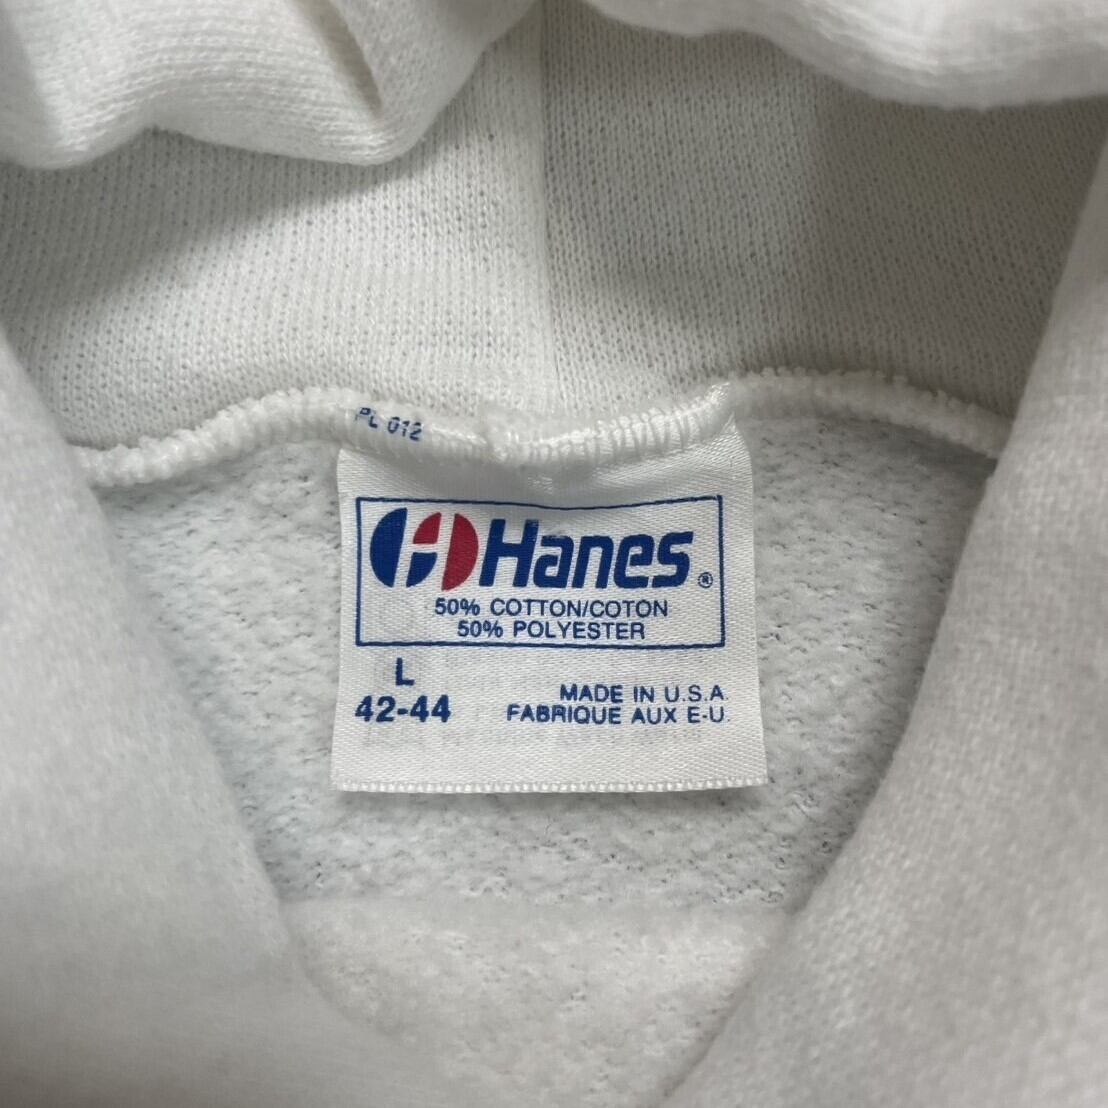 PL 012
Hanes®
50% COTTON/COTON
50% POLYESTER
L
42-44
MADE IN U.S.A.
FABRIQUE AUX E-U.